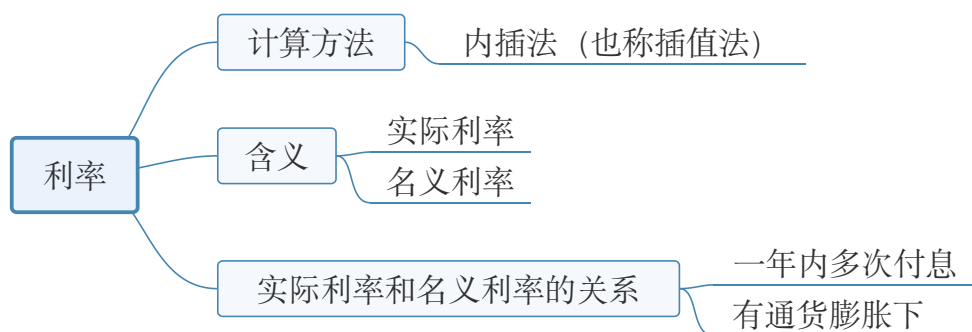 利率
计算方法
内插法（也称插值法）
含义
实际利率
名义利率
实际利率和名义利率的关系
一年内多次付息
有通货膨胀下